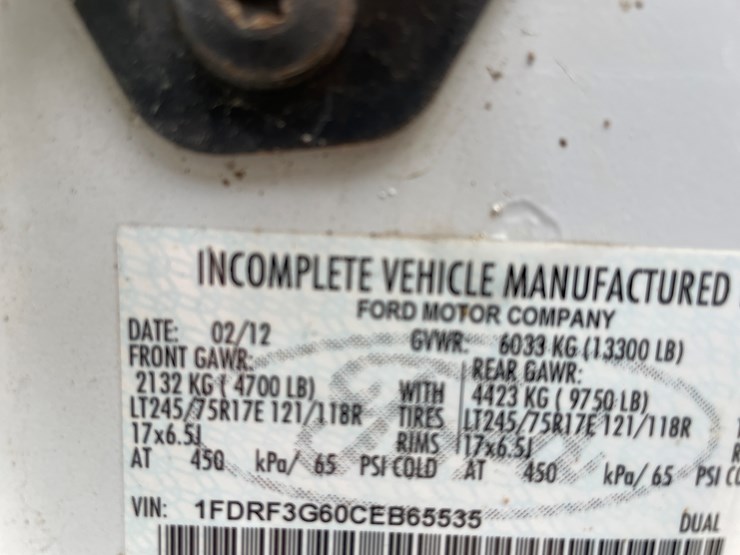 INCOMPLETE VEHICLE MANUFACTURED
FORD MOTOR COMPANY
DATE: 02/12 GVWR: 6033 KG (13300 LB)
FRONT GAWR: REAR GAWR:
2132 KG ( 4700 LB) WITH 4423 KG ( 9750 LB)
LT245/75R17E 121/118R TIRES LT245/75R17E 121/118R
17x6.5J RIMS 17x6.5J
AT 450 kPa/ 65 PSI COLD AT 450 kPa/ 65 PSI
VIN: 1FDRF3G60CEB65535 DUAL